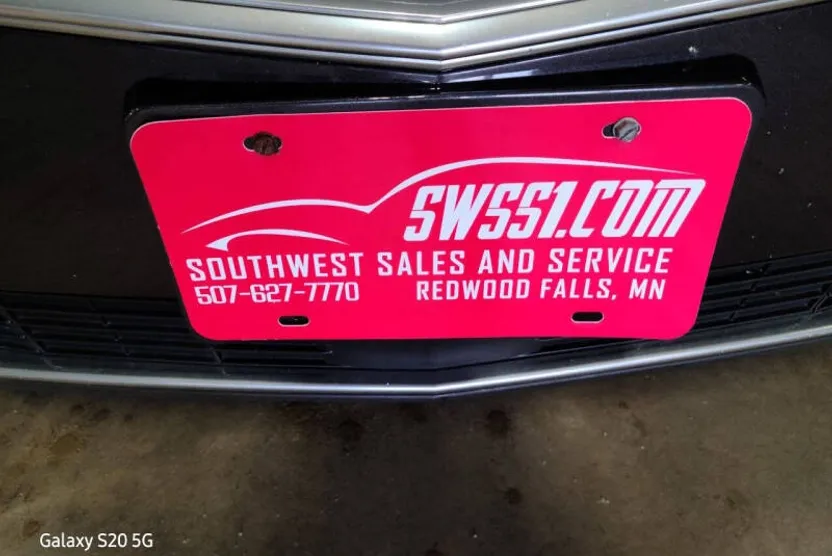 SWSS1.COM
SOUTHWEST SALES AND SERVICE
507-627-7770 REDWOOD FALLS, MN
Galaxy S20 5G